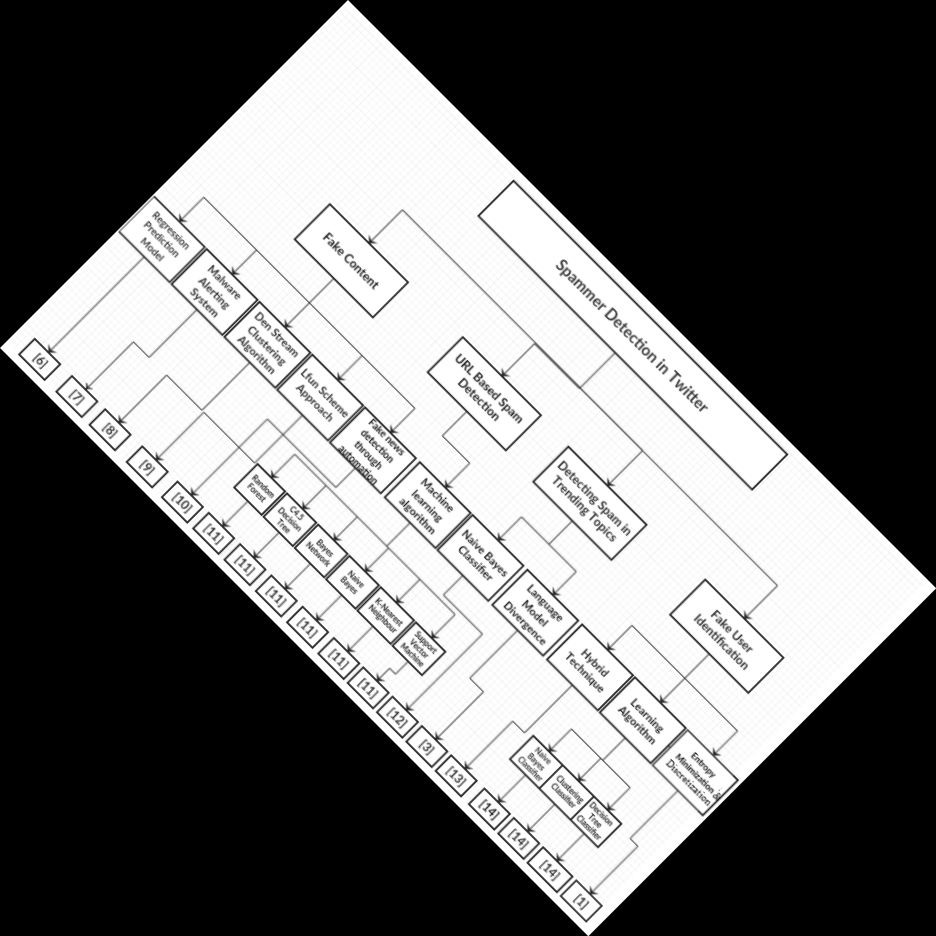 Spammer Detection in Twitter
Fake Content
URL Based Spam
Detection
Detecting Spam in
Trending Topics
Fake User
Identification
Regression
Prediction
Model
Malware
Alerting
System
Den Stream
Clustering
Algorithm
Lfun Scheme
Approach
Fake news
detection
through
automation
Machine
learning
algorithm
Naive Bayes
Classifier
Language
Model
Divergence
Hybrid
Technique
Learning
Algorithm
Entropy
Minimization &
Discretization
Random
Forest
C4.5
Decision
Tree
Bayes
Network
Naive
Bayes
K-Nearest
Neighbour
Support
Vector
Machine
Naive
Bayes
Classifier
Clustering
Classifier
Decision
Tree
Classifier
[6]
[7]
[8]
[9]
[10]
[11]
[11]
[11]
[11]
[11]
[11]
[12]
[3]
[13]
[14]
[14]
[14]
[1]